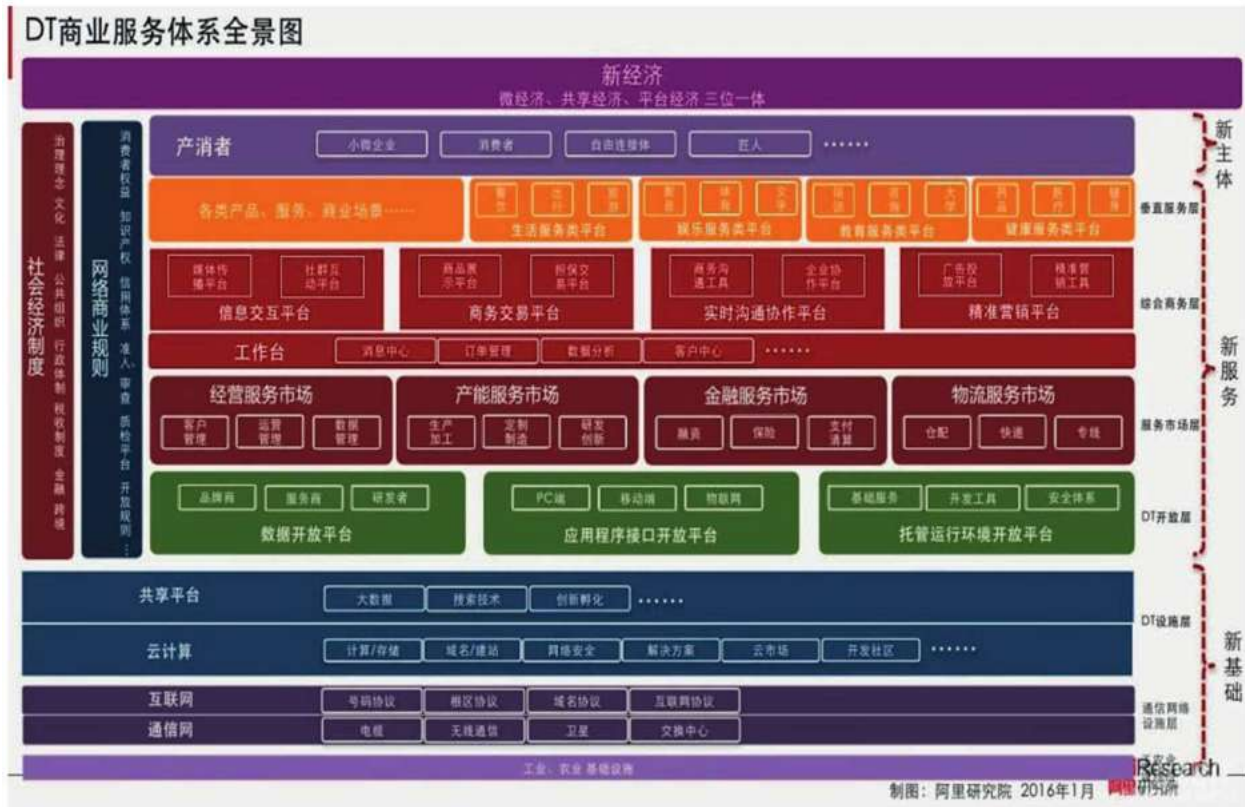 DT商业服务体系全景图
新经济
微经济、共享经济、平台经济 三位一体
社会经济制度
治理理念 文化 法律 公共组织 行政体制 税收制度 金融 跨境
网络商业规则
消费者权益 知识产权 信用体系 准入、审查 质检平台 开放规则…
产消者
小微企业 消费者 自由连接体 匠人 ······
新主体
各类产品、服务、商业场景······
生活服务类平台 娱乐服务类平台 教育服务类平台 健康服务类平台
垂直服务层
媒体传播平台 社群互动平台 商品展示平台 担保交易平台 商务沟通工具 企业协作平台 广告投放平台 精准营销工具
信息交互平台 商务交易平台 实时沟通协作平台 精准营销平台
综合商务层
工作台 消息中心 订单管理 数据分析 客户中心 ······
新服务
经营服务市场 产能服务市场 金融服务市场 物流服务市场
客户管理 运营管理 数据管理 生产加工 定制制造 研发创新 融资 保险 支付清算 仓配 快递 专线
服务市场层
品牌商 服务商 研发者 PC端 移动端 物联网 基础服务 开发工具 安全体系
数据开放平台 应用程序接口开放平台 托管运行环境开放平台
DT开放层
共享平台 大数据 搜索技术 创新孵化 ······
DT设施层
云计算 计算/存储 域名/建站 网络安全 解决方案 云市场 开发社区 ······
新基础
互联网 号码协议 根区协议 域名协议 互联网协议
通信网络设施层
通信网 电缆 无线通信 卫星 交换中心
工业、农业 基础设施
制图：阿里研究院 2016年1月